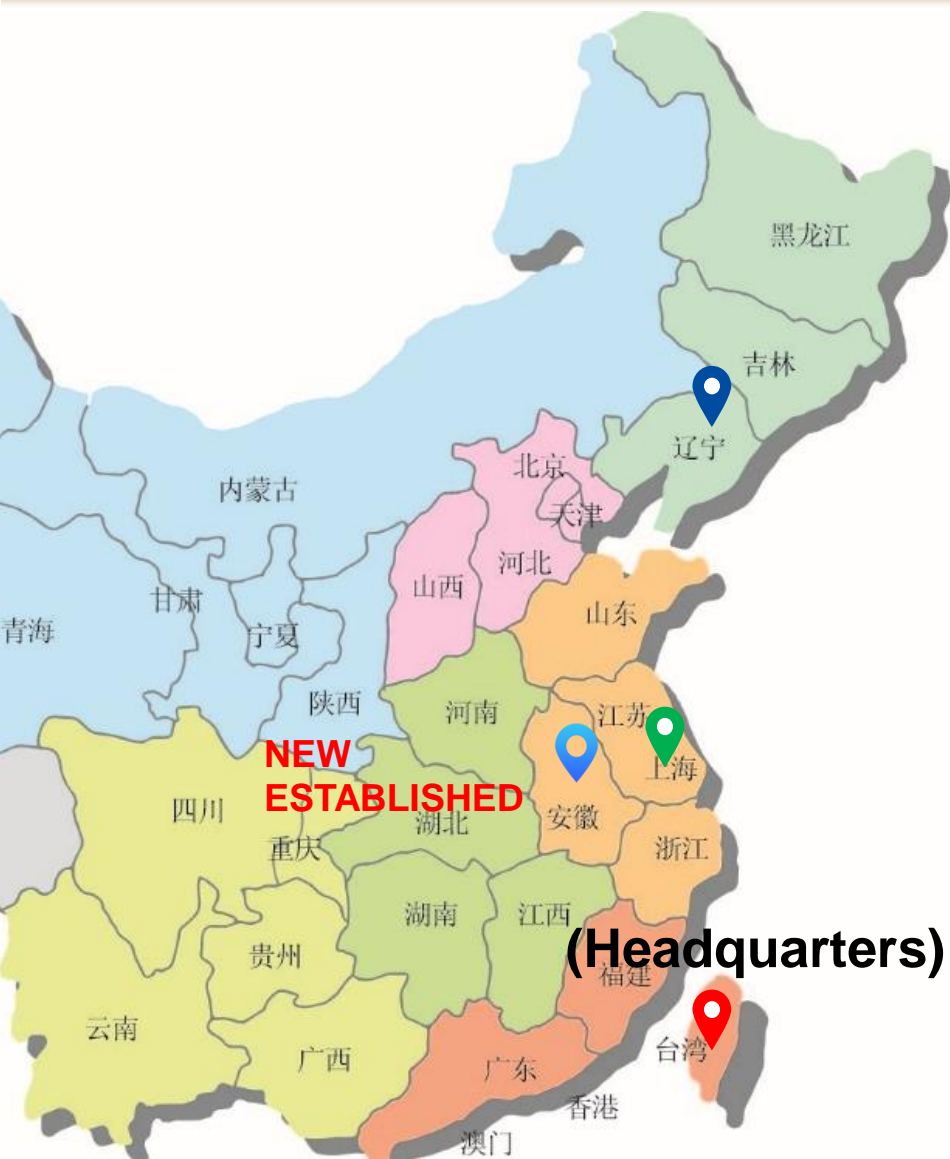 黑龙江
吉林
辽宁
北京
内蒙古
天津
河北
山西
甘肃
山东
青海
宁夏
陕西
河南
江苏
NEW
ESTABLISHED
上海
四川
安徽
湖北
重庆
浙江
湖南
江西
(Headquarters)
贵州
福建
云南
台湾
广西
广东
香港
澳门